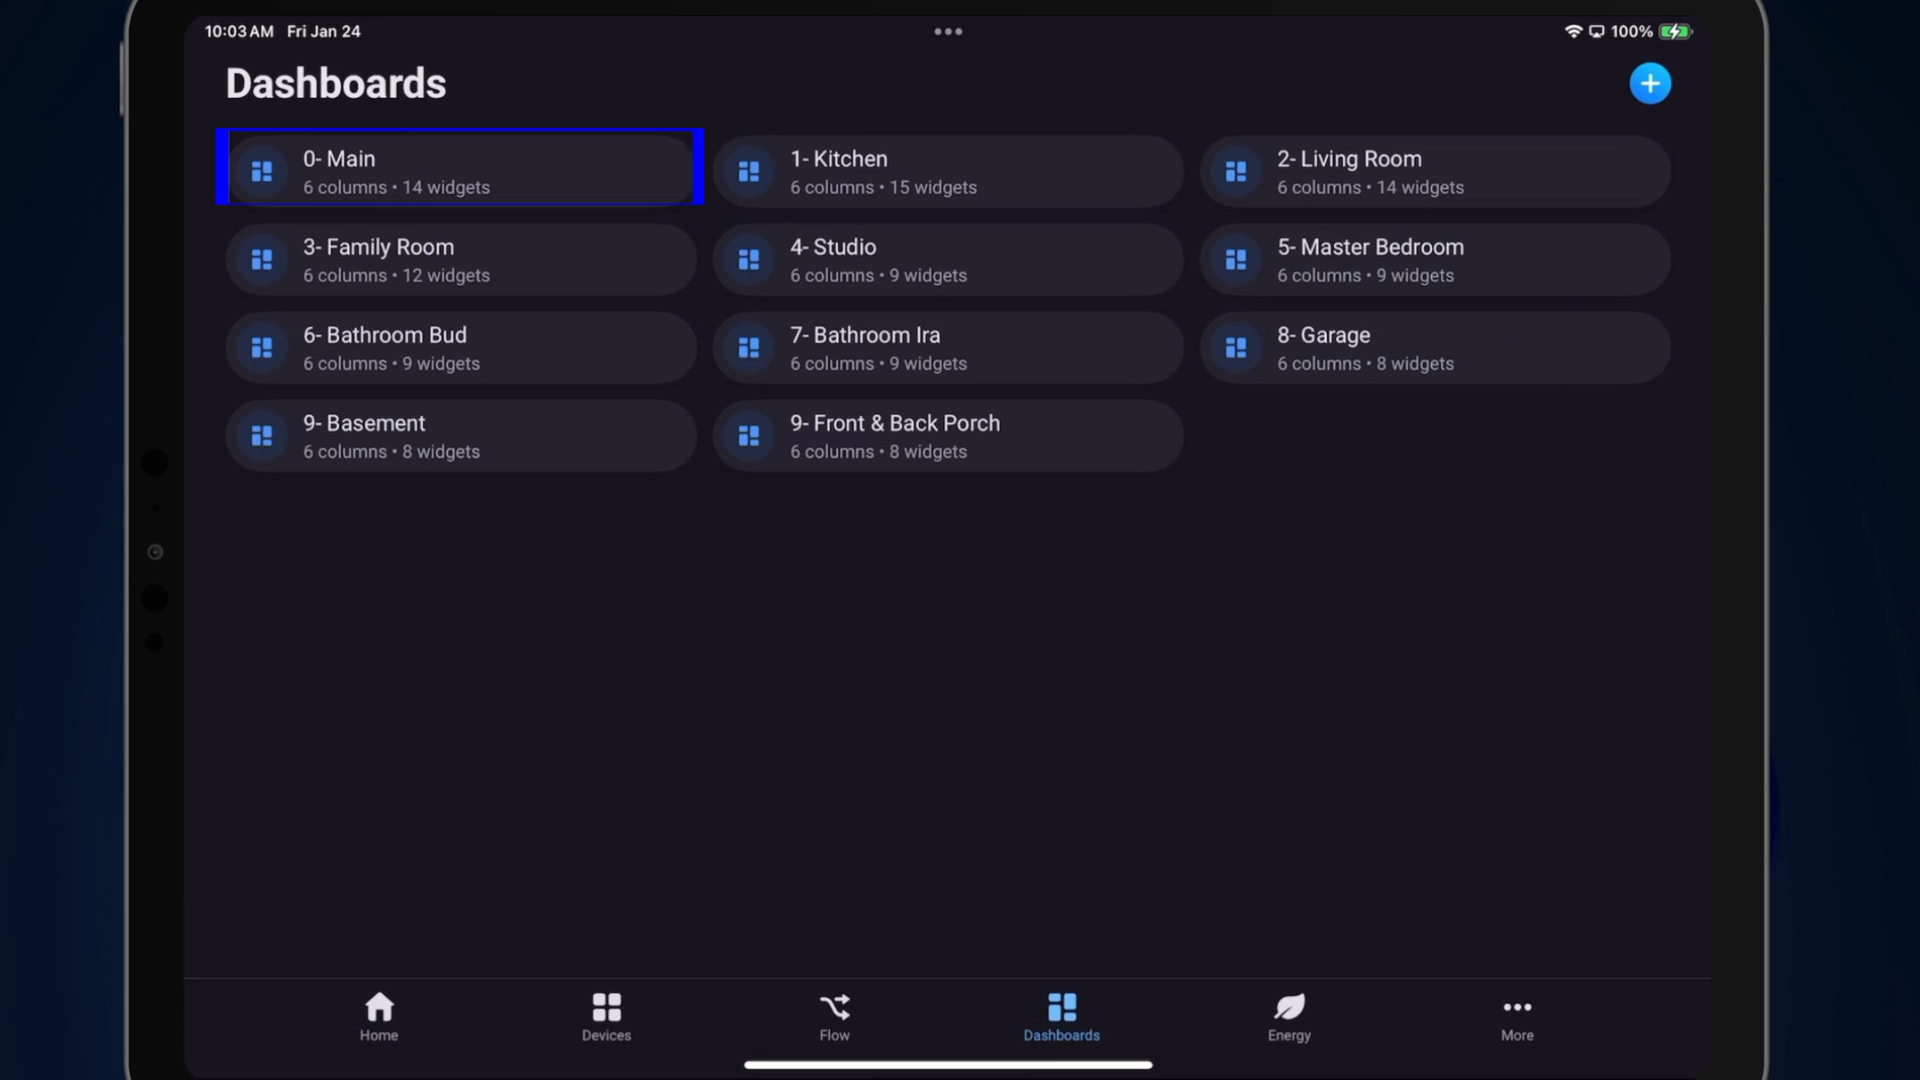 10:03 AM Fri Jan 24
100%
Dashboards
0- Main
6 columns • 14 widgets
1- Kitchen
6 columns • 15 widgets
2- Living Room
6 columns • 14 widgets
3- Family Room
6 columns • 12 widgets
4- Studio
6 columns • 9 widgets
5- Master Bedroom
6 columns • 9 widgets
6- Bathroom Bud
6 columns • 9 widgets
7- Bathroom Ira
6 columns • 9 widgets
8- Garage
6 columns • 8 widgets
9- Basement
6 columns • 8 widgets
9- Front & Back Porch
6 columns • 8 widgets
Home
Devices
Flow
Dashboards
Energy
More